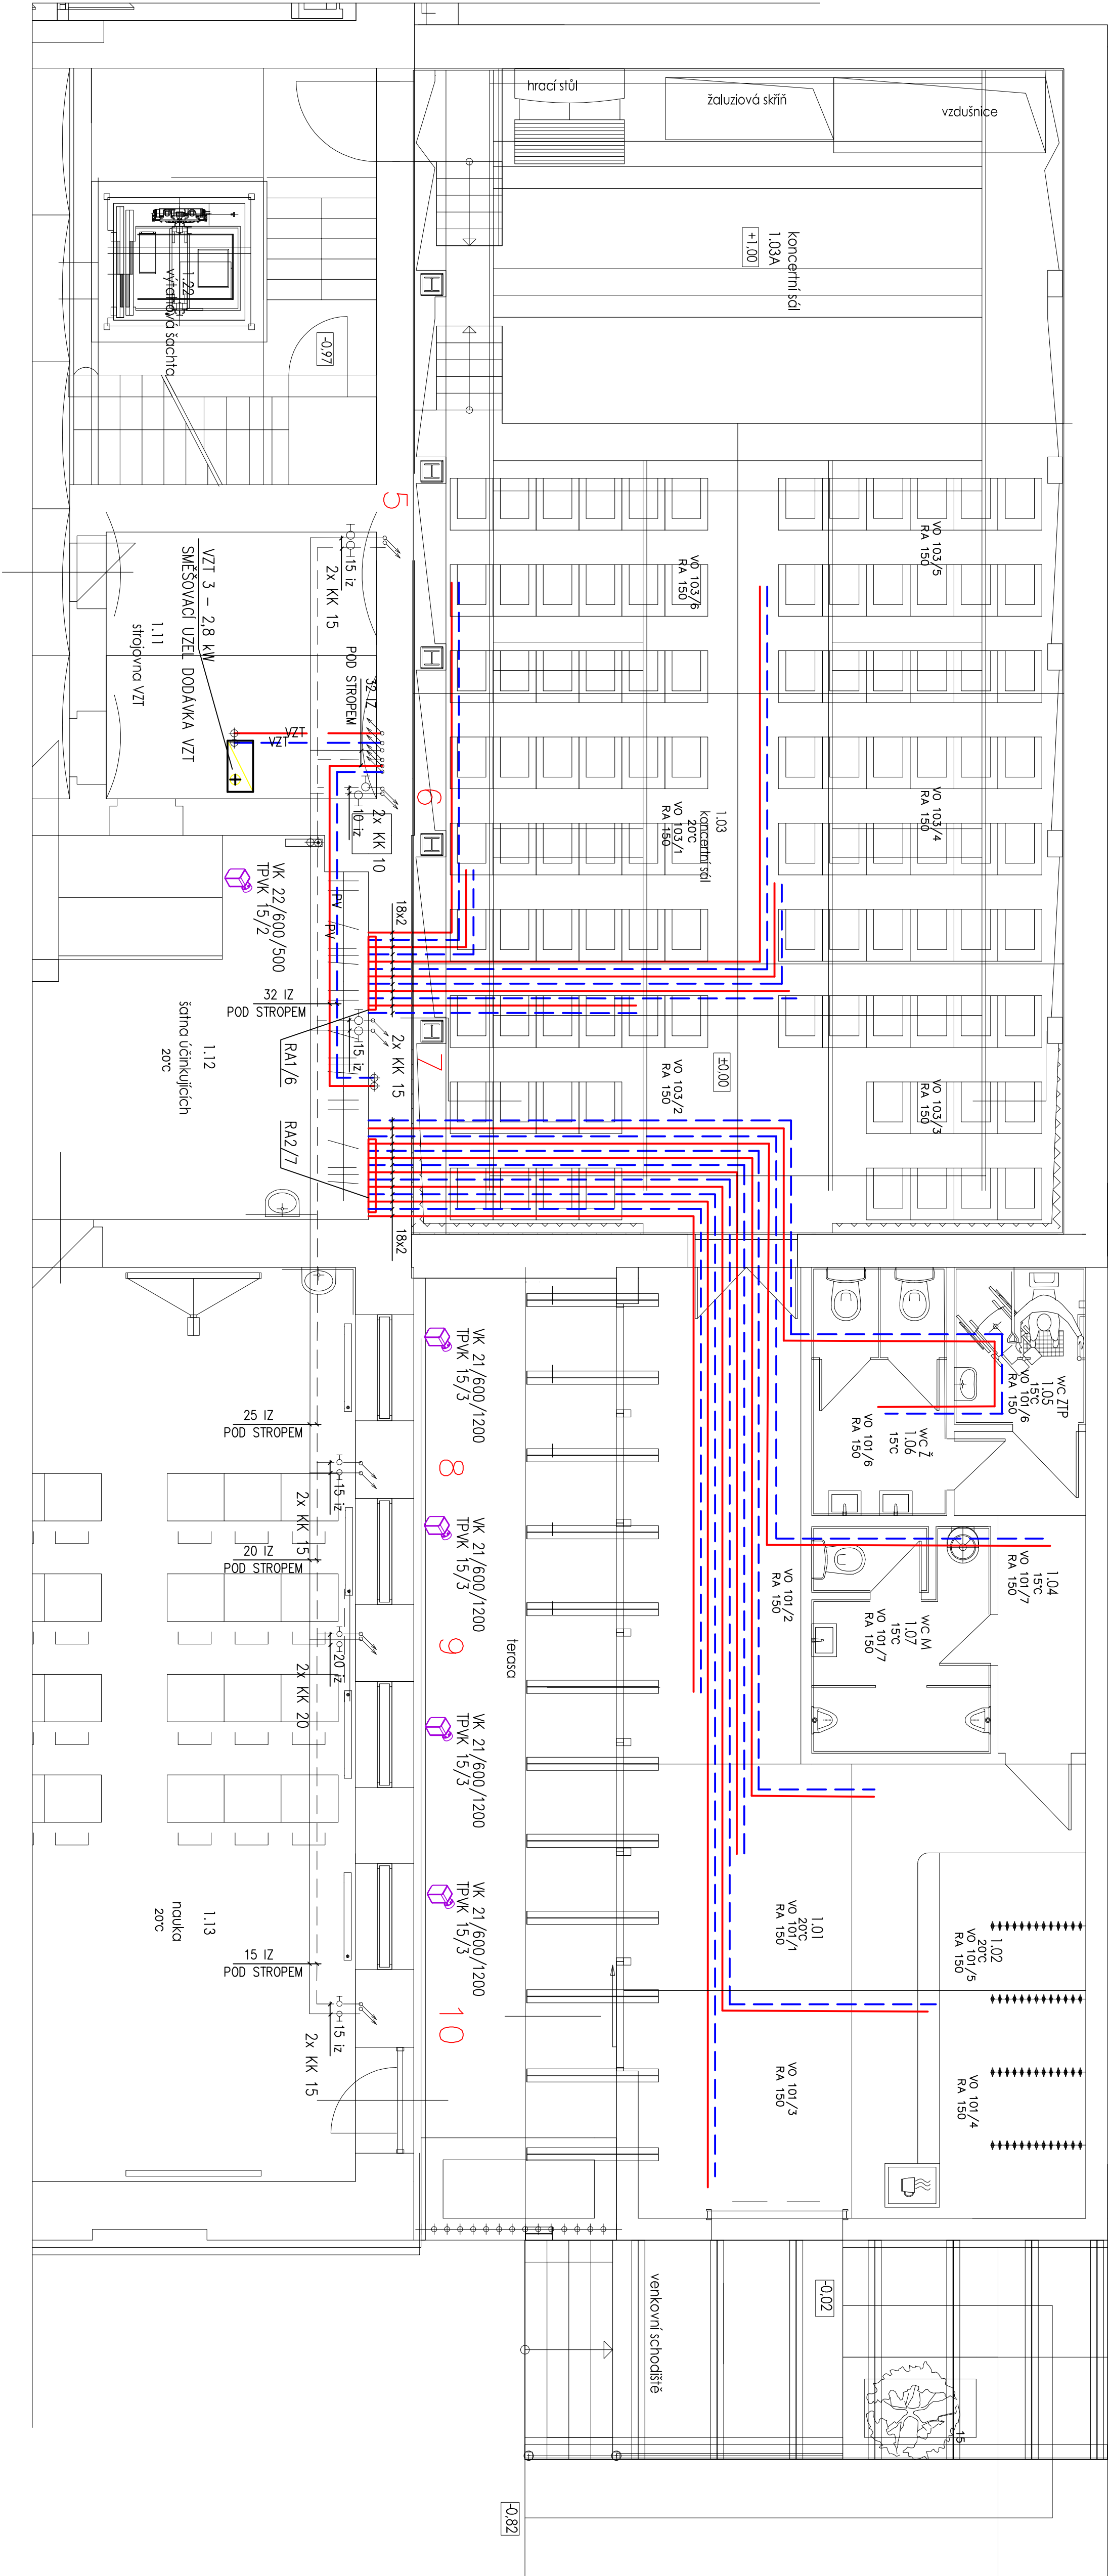 hrací stůl
žaluziová skříň
vzdušnice
koncertní sál
1.03A
+1,00
1.22
výtahová šachta
-0,97
5
15 iz
2x KK 15
VZT 3 - 2,8 kW
SMĚŠOVACÍ UZEL DODÁVKA VZT
1.11
strojovna VZT
32 IZ
POD STROPEM
VZT
VZT
VO 103/5
RA 150
VO 103/6
RA 150
6
2x KK 10
10 iz
1.03
koncertní sál
20°C
VO 103/1
RA 150
VO 103/4
RA 150
VK 22/600/500
TPVK 15/2
PV
PV
18x2
32 IZ
POD STROPEM
1.12
šatna účinkujících
20°C
RA1/6
RA2/7
15 iz
2x KK 15
7
±0,00
VO 103/2
RA 150
VO 103/3
RA 150
18x2
WC ZTP
1.05
15°C
VO 101/6
RA 150
WC Ž
1.06
15°C
VO 101/6
RA 150
1.04
15°C
VO 101/7
RA 150
WC M
1.07
15°C
VO 101/7
RA 150
VO 101/2
RA 150
VK 21/600/1200
TPVK 15/3
8
25 IZ
POD STROPEM
15 iz
2x KK 15
VK 21/600/1200
TPVK 15/3
20 IZ
POD STROPEM
9
terasa
20 iz
2x KK 20
VK 21/600/1200
TPVK 15/3
VK 21/600/1200
TPVK 15/3
1.13
nauka
20°C
15 IZ
POD STROPEM
10
15 iz
2x KK 15
1.01
20°C
VO 101/1
RA 150
1.02
20°C
VO 101/5
RA 150
VO 101/3
RA 150
VO 101/4
RA 150
venkovní schodiště
-0,02
15
-0,82